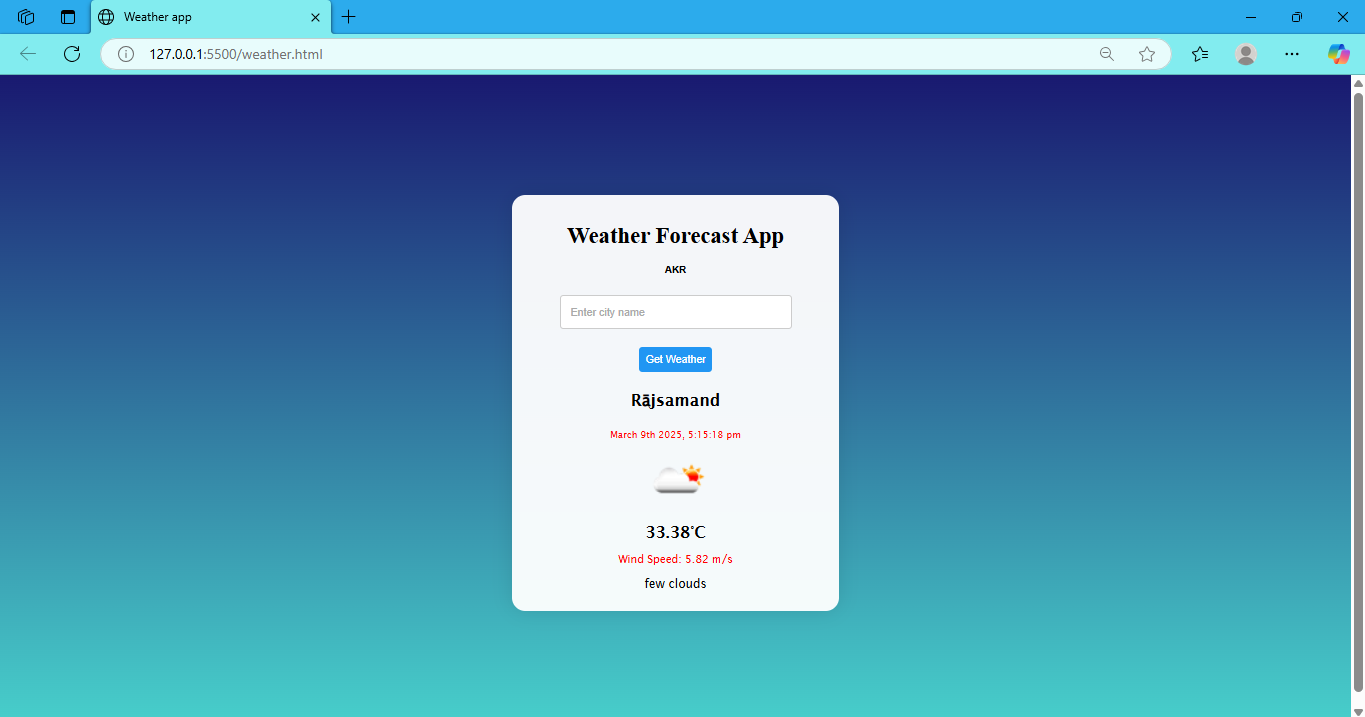 Weather app
127.0.0.1:5500/weather.html
Weather Forecast App
AKR
Enter city name
Get Weather
Rājsamand
March 9th 2025, 5:15:18 pm
33.38°C
Wind Speed: 5.82 m/s
few clouds